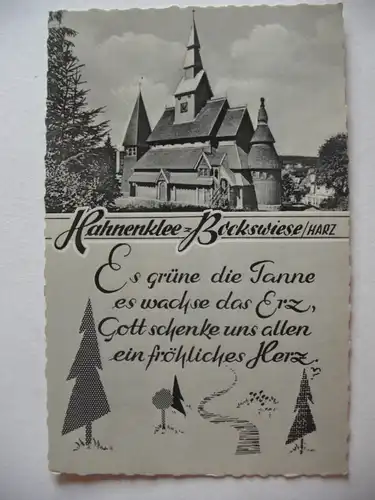 Hahnenklee=Bockswiese/HARZ
Es grüne die Tanne
es wachse das Erz,
Gott schenke uns allen
ein fröhliches Herz.